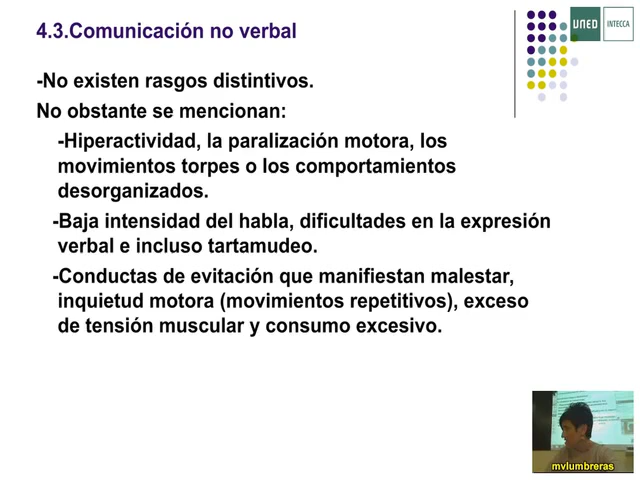 4.3.Comunicación no verbal
UNED
INTECCA
-No existen rasgos distintivos.
No obstante se mencionan:
-Hiperactividad, la paralización motora, los
movimientos torpes o los comportamientos
desorganizados.
-Baja intensidad del habla, dificultades en la expresión
verbal e incluso tartamudeo.
-Conductas de evitación que manifiestan malestar,
inquietud motora (movimientos repetitivos), exceso
de tensión muscular y consumo excesivo.
mvlumbreras